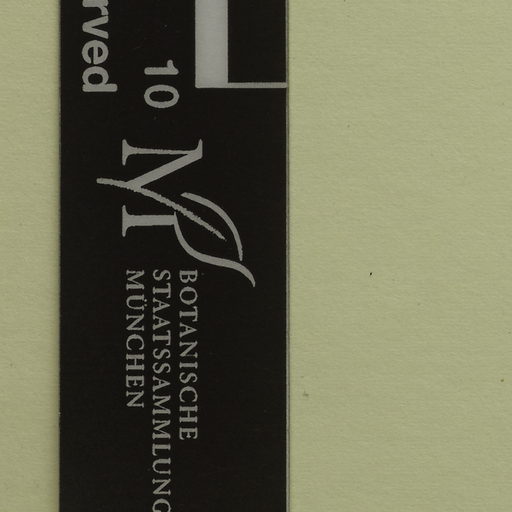 rved
10
M
BOTANISCHE
STAATSSAMMLUNG
MÜNCHEN